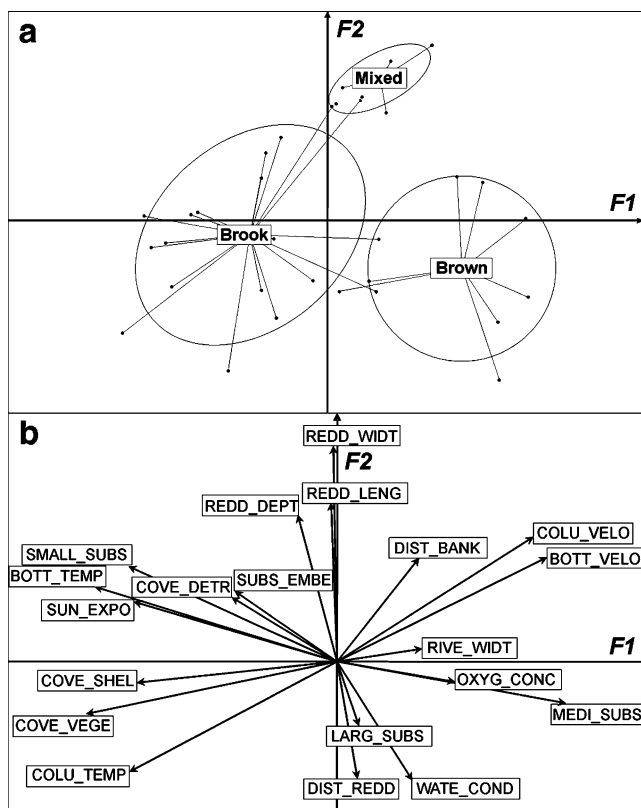 a
F2
Mixed
F1
Brook
Brown
b
REDD_WIDT
F2
REDD_LENG
REDD_DEPT
COLU_VELO
DIST_BANK
SMALL_SUBS
BOTT_VELO
BOTT_TEMP
COVE_DETR
SUBS_EMBE
SUN_EXPO
RIVE_WIDT
F1
COVE_SHEL
OXYG_CONC
MEDI_SUBS
COVE_VEGE
LARG_SUBS
COLU_TEMP
DIST_REDD
WATE_COND